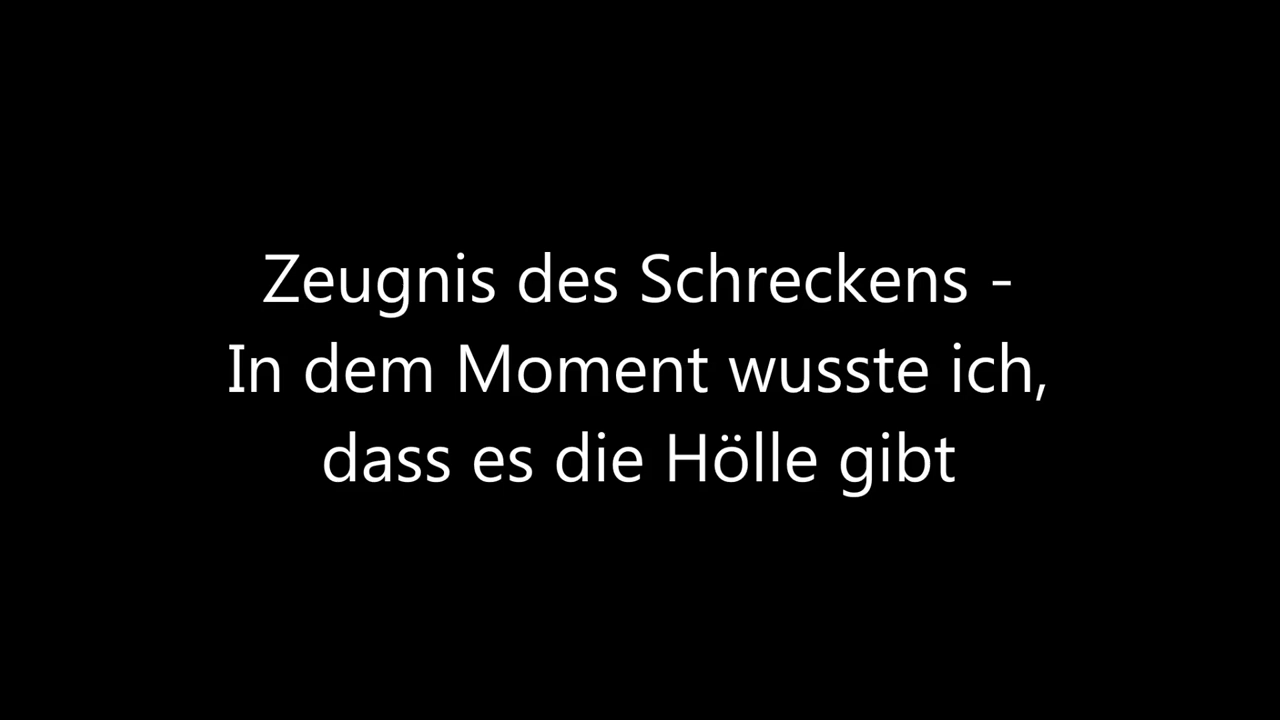 Zeugnis des Schreckens -
In dem Moment wusste ich,
dass es die Hölle gibt